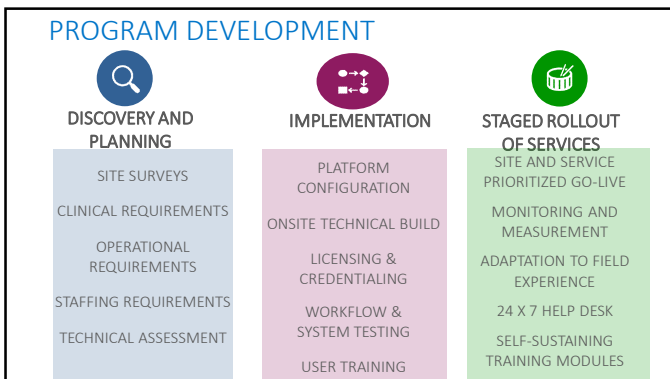 PROGRAM DEVELOPMENT
DISCOVERY AND
PLANNING
SITE SURVEYS
CLINICAL REQUIREMENTS
OPERATIONAL
REQUIREMENTS
STAFFING REQUIREMENTS
TECHNICAL ASSESSMENT
IMPLEMENTATION
PLATFORM
CONFIGURATION
ONSITE TECHNICAL BUILD
LICENSING &
CREDENTIALING
WORKFLOW &
SYSTEM TESTING
USER TRAINING
STAGED ROLLOUT
OF SERVICES
SITE AND SERVICE
PRIORITIZED GO-LIVE
MONITORING AND
MEASUREMENT
ADAPTATION TO FIELD
EXPERIENCE
24 X 7 HELP DESK
SELF-SUSTAINING
TRAINING MODULES